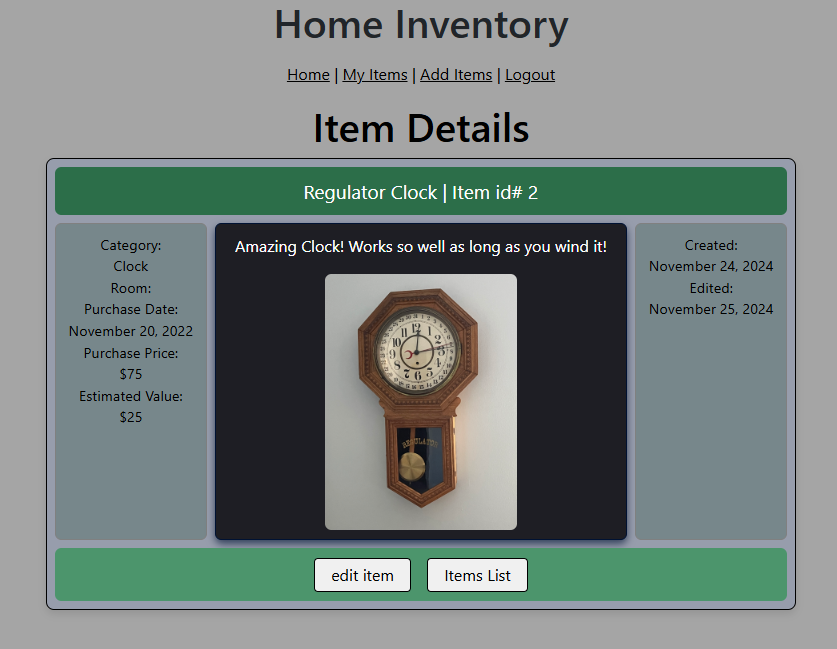 Home Inventory
Home | My Items | Add Items | Logout
Item Details
Regulator Clock | Item id# 2
Category:
Clock
Room:
Purchase Date:
November 20, 2022
Purchase Price:
$75
Estimated Value:
$25
Amazing Clock! Works so well as long as you wind it!
REGULATOR
Created:
November 24, 2024
Edited:
November 25, 2024
edit item
Items List